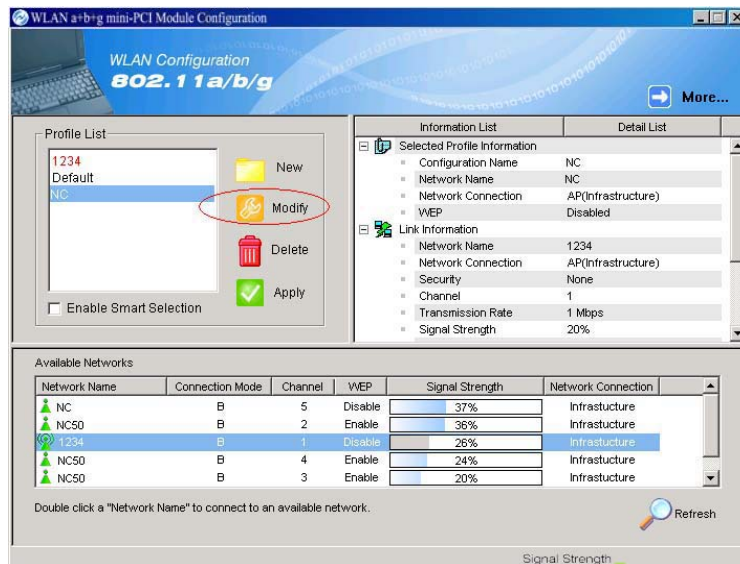 WLAN a+b+g mini-PCI Module Configuration
WLAN Configuration
802.11a/b/g
More...
Profile List
1234
Default
NC
New
Modify
Delete
Apply
Enable Smart Selection
Information List Detail List
Selected Profile Information
Configuration Name NC
Network Name NC
Network Connection AP(Infrastructure)
WEP Disabled
Link Information
Network Name 1234
Network Connection AP(Infrastructure)
Security None
Channel 1
Transmission Rate 1 Mbps
Signal Strength 20%
Available Networks
Network Name Connection Mode Channel WEP Signal Strength Network Connection
NC B 5 Disable 37% Infrastucture
NC50 B 2 Enable 36% Infrastucture
1234 B 1 Disable 26% Infrastucture
NC50 B 4 Enable 24% Infrastucture
NC50 B 3 Enable 20% Infrastucture
Double click a "Network Name" to connect to an available network.
Refresh
Signal Strength